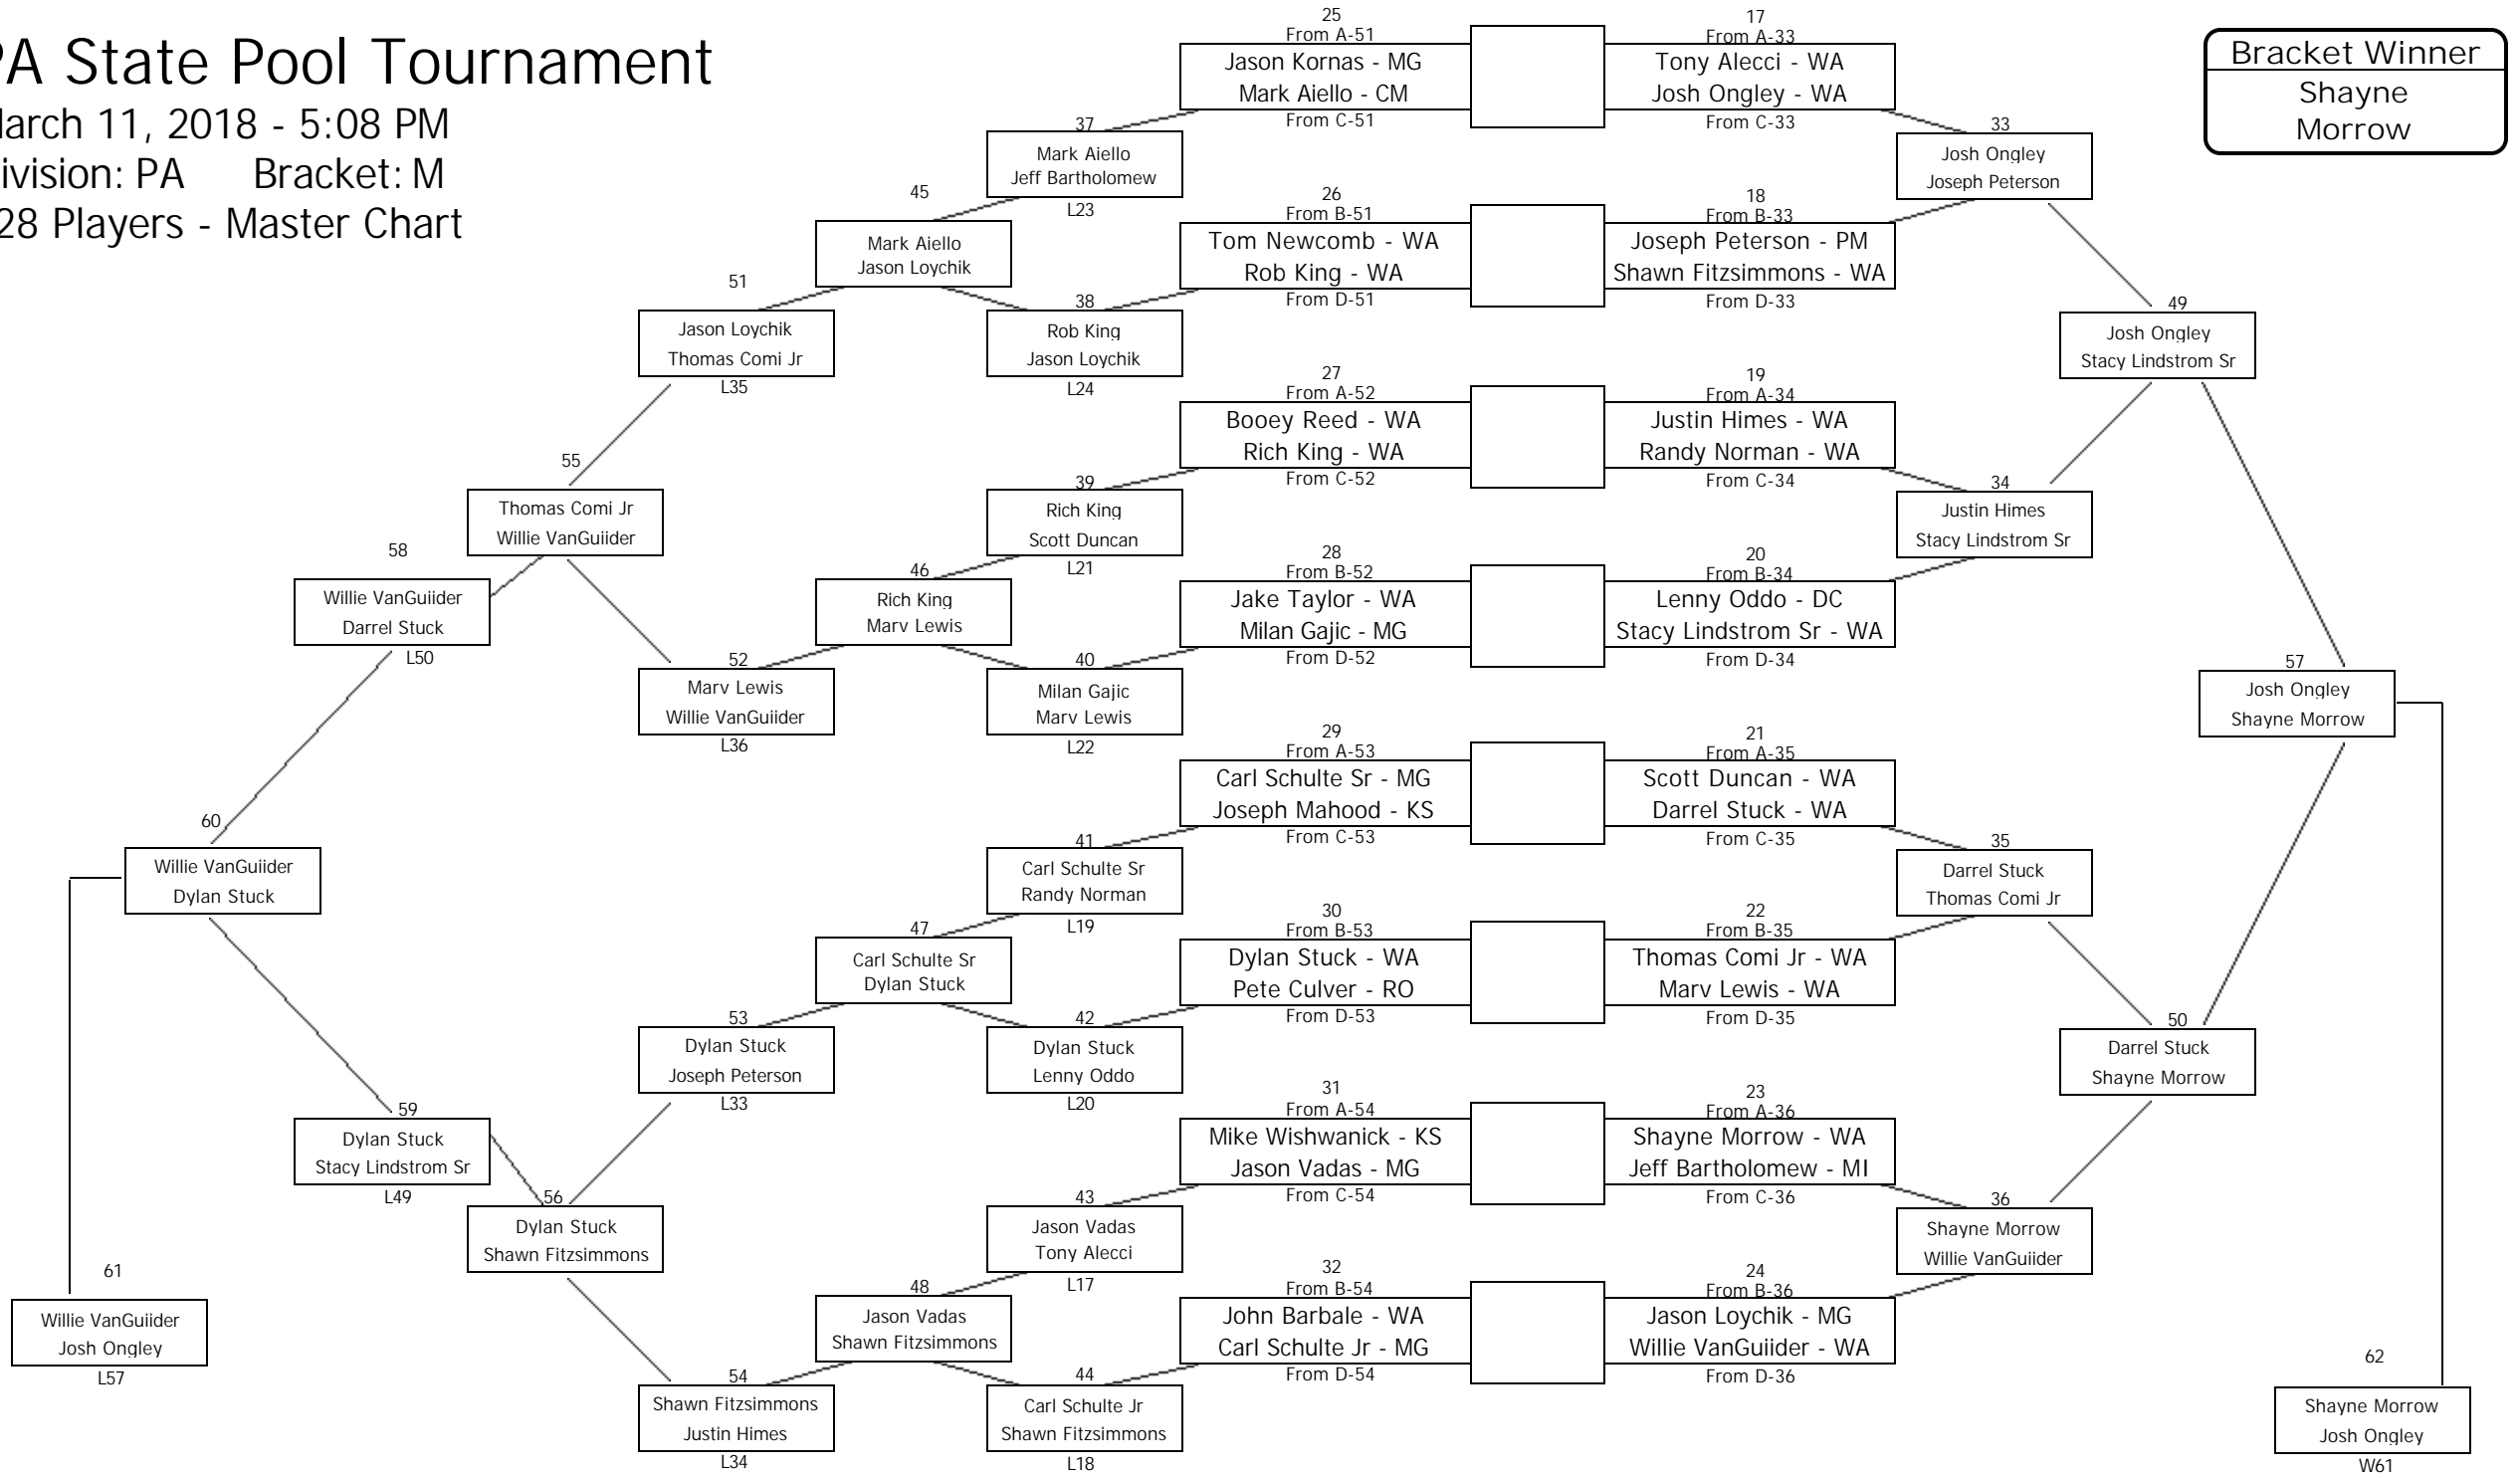 PA State Pool Tournament
March 11, 2018 - 5:08 PM
ivision: PA Bracket: M
28 Players - Master Chart
Bracket Winner
Shayne
Morrow
25
From A-51
Jason Kornas - MG
Mark Aiello - CM
From C-51
17
From A-33
Tony Alecci - WA
Josh Ongley - WA
From C-33
37
Mark Aiello
Jeff Bartholomew
L23
33
Josh Ongley
Joseph Peterson
45
Mark Aiello
Jason Loychik
26
From B-51
Tom Newcomb - WA
Rob King - WA
From D-51
18
From B-33
Joseph Peterson - PM
Shawn Fitzsimmons - WA
From D-33
51
Jason Loychik
Thomas Comi Jr
L35
38
Rob King
Jason Loychik
L24
49
Josh Ongley
Stacy Lindstrom Sr
27
From A-52
Booey Reed - WA
Rich King - WA
From C-52
19
From A-34
Justin Himes - WA
Randy Norman - WA
From C-34
55
Thomas Comi Jr
Willie VanGuiider
39
Rich King
Scott Duncan
L21
34
Justin Himes
Stacy Lindstrom Sr
58
Willie VanGuiider
Darrel Stuck
L50
46
Rich King
Marv Lewis
28
From B-52
Jake Taylor - WA
Milan Gajic - MG
From D-52
20
From B-34
Lenny Oddo - DC
Stacy Lindstrom Sr - WA
From D-34
52
Marv Lewis
Willie VanGuiider
L36
40
Milan Gajic
Marv Lewis
L22
57
Josh Ongley
Shayne Morrow
29
From A-53
Carl Schulte Sr - MG
Joseph Mahood - KS
From C-53
21
From A-35
Scott Duncan - WA
Darrel Stuck - WA
From C-35
60
Willie VanGuiider
Dylan Stuck
41
Carl Schulte Sr
Randy Norman
L19
35
Darrel Stuck
Thomas Comi Jr
47
Carl Schulte Sr
Dylan Stuck
30
From B-53
Dylan Stuck - WA
Pete Culver - RO
From D-53
22
From B-35
Thomas Comi Jr - WA
Marv Lewis - WA
From D-35
53
Dylan Stuck
Joseph Peterson
L33
42
Dylan Stuck
Lenny Oddo
L20
50
Darrel Stuck
Shayne Morrow
59
Dylan Stuck
Stacy Lindstrom Sr
L49
31
From A-54
Mike Wishwanick - KS
Jason Vadas - MG
From C-54
23
From A-36
Shayne Morrow - WA
Jeff Bartholomew - MI
From C-36
56
Dylan Stuck
Shawn Fitzsimmons
43
Jason Vadas
Tony Alecci
L17
36
Shayne Morrow
Willie VanGuiider
61
Willie VanGuiider
Josh Ongley
L57
48
Jason Vadas
Shawn Fitzsimmons
32
From B-54
John Barbale - WA
Carl Schulte Jr - MG
From D-54
24
From B-36
Jason Loychik - MG
Willie VanGuiider - WA
From D-36
54
Shawn Fitzsimmons
Justin Himes
L34
44
Carl Schulte Jr
Shawn Fitzsimmons
L18
62
Shayne Morrow
Josh Ongley
W61